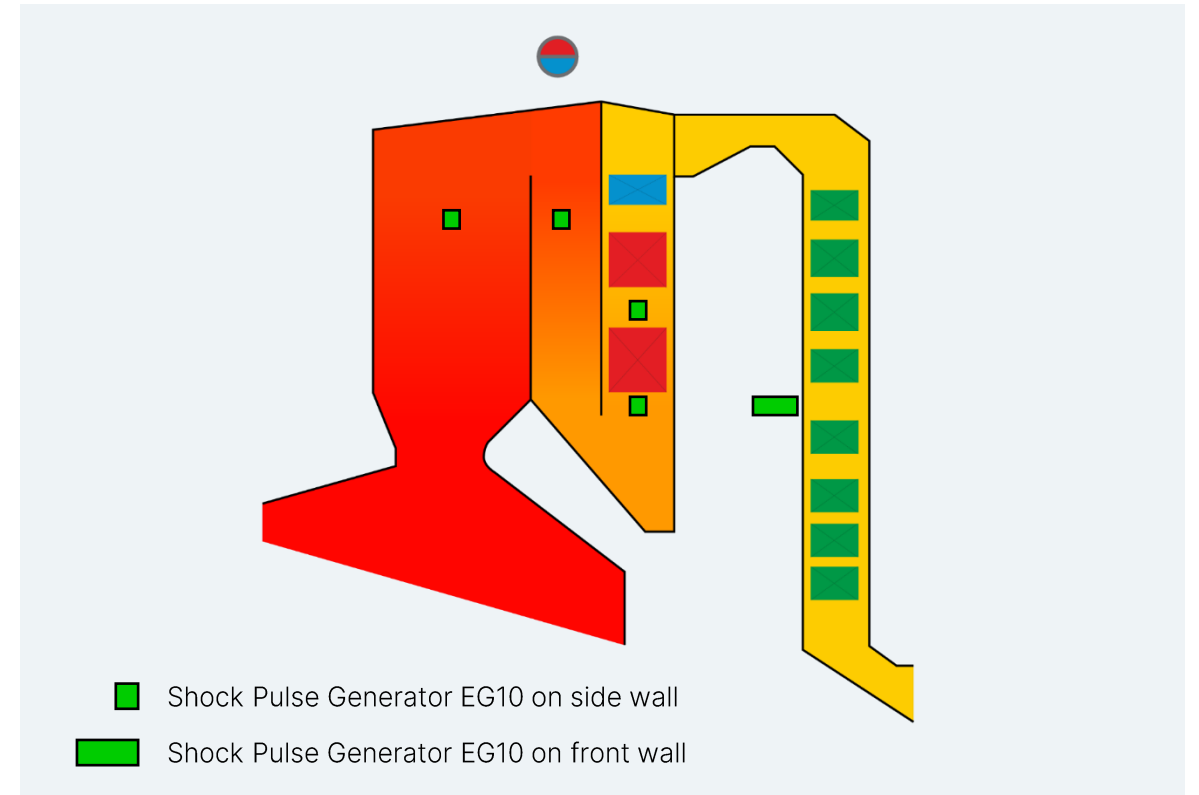 Shock Pulse Generator EG10 on side wall
Shock Pulse Generator EG10 on front wall